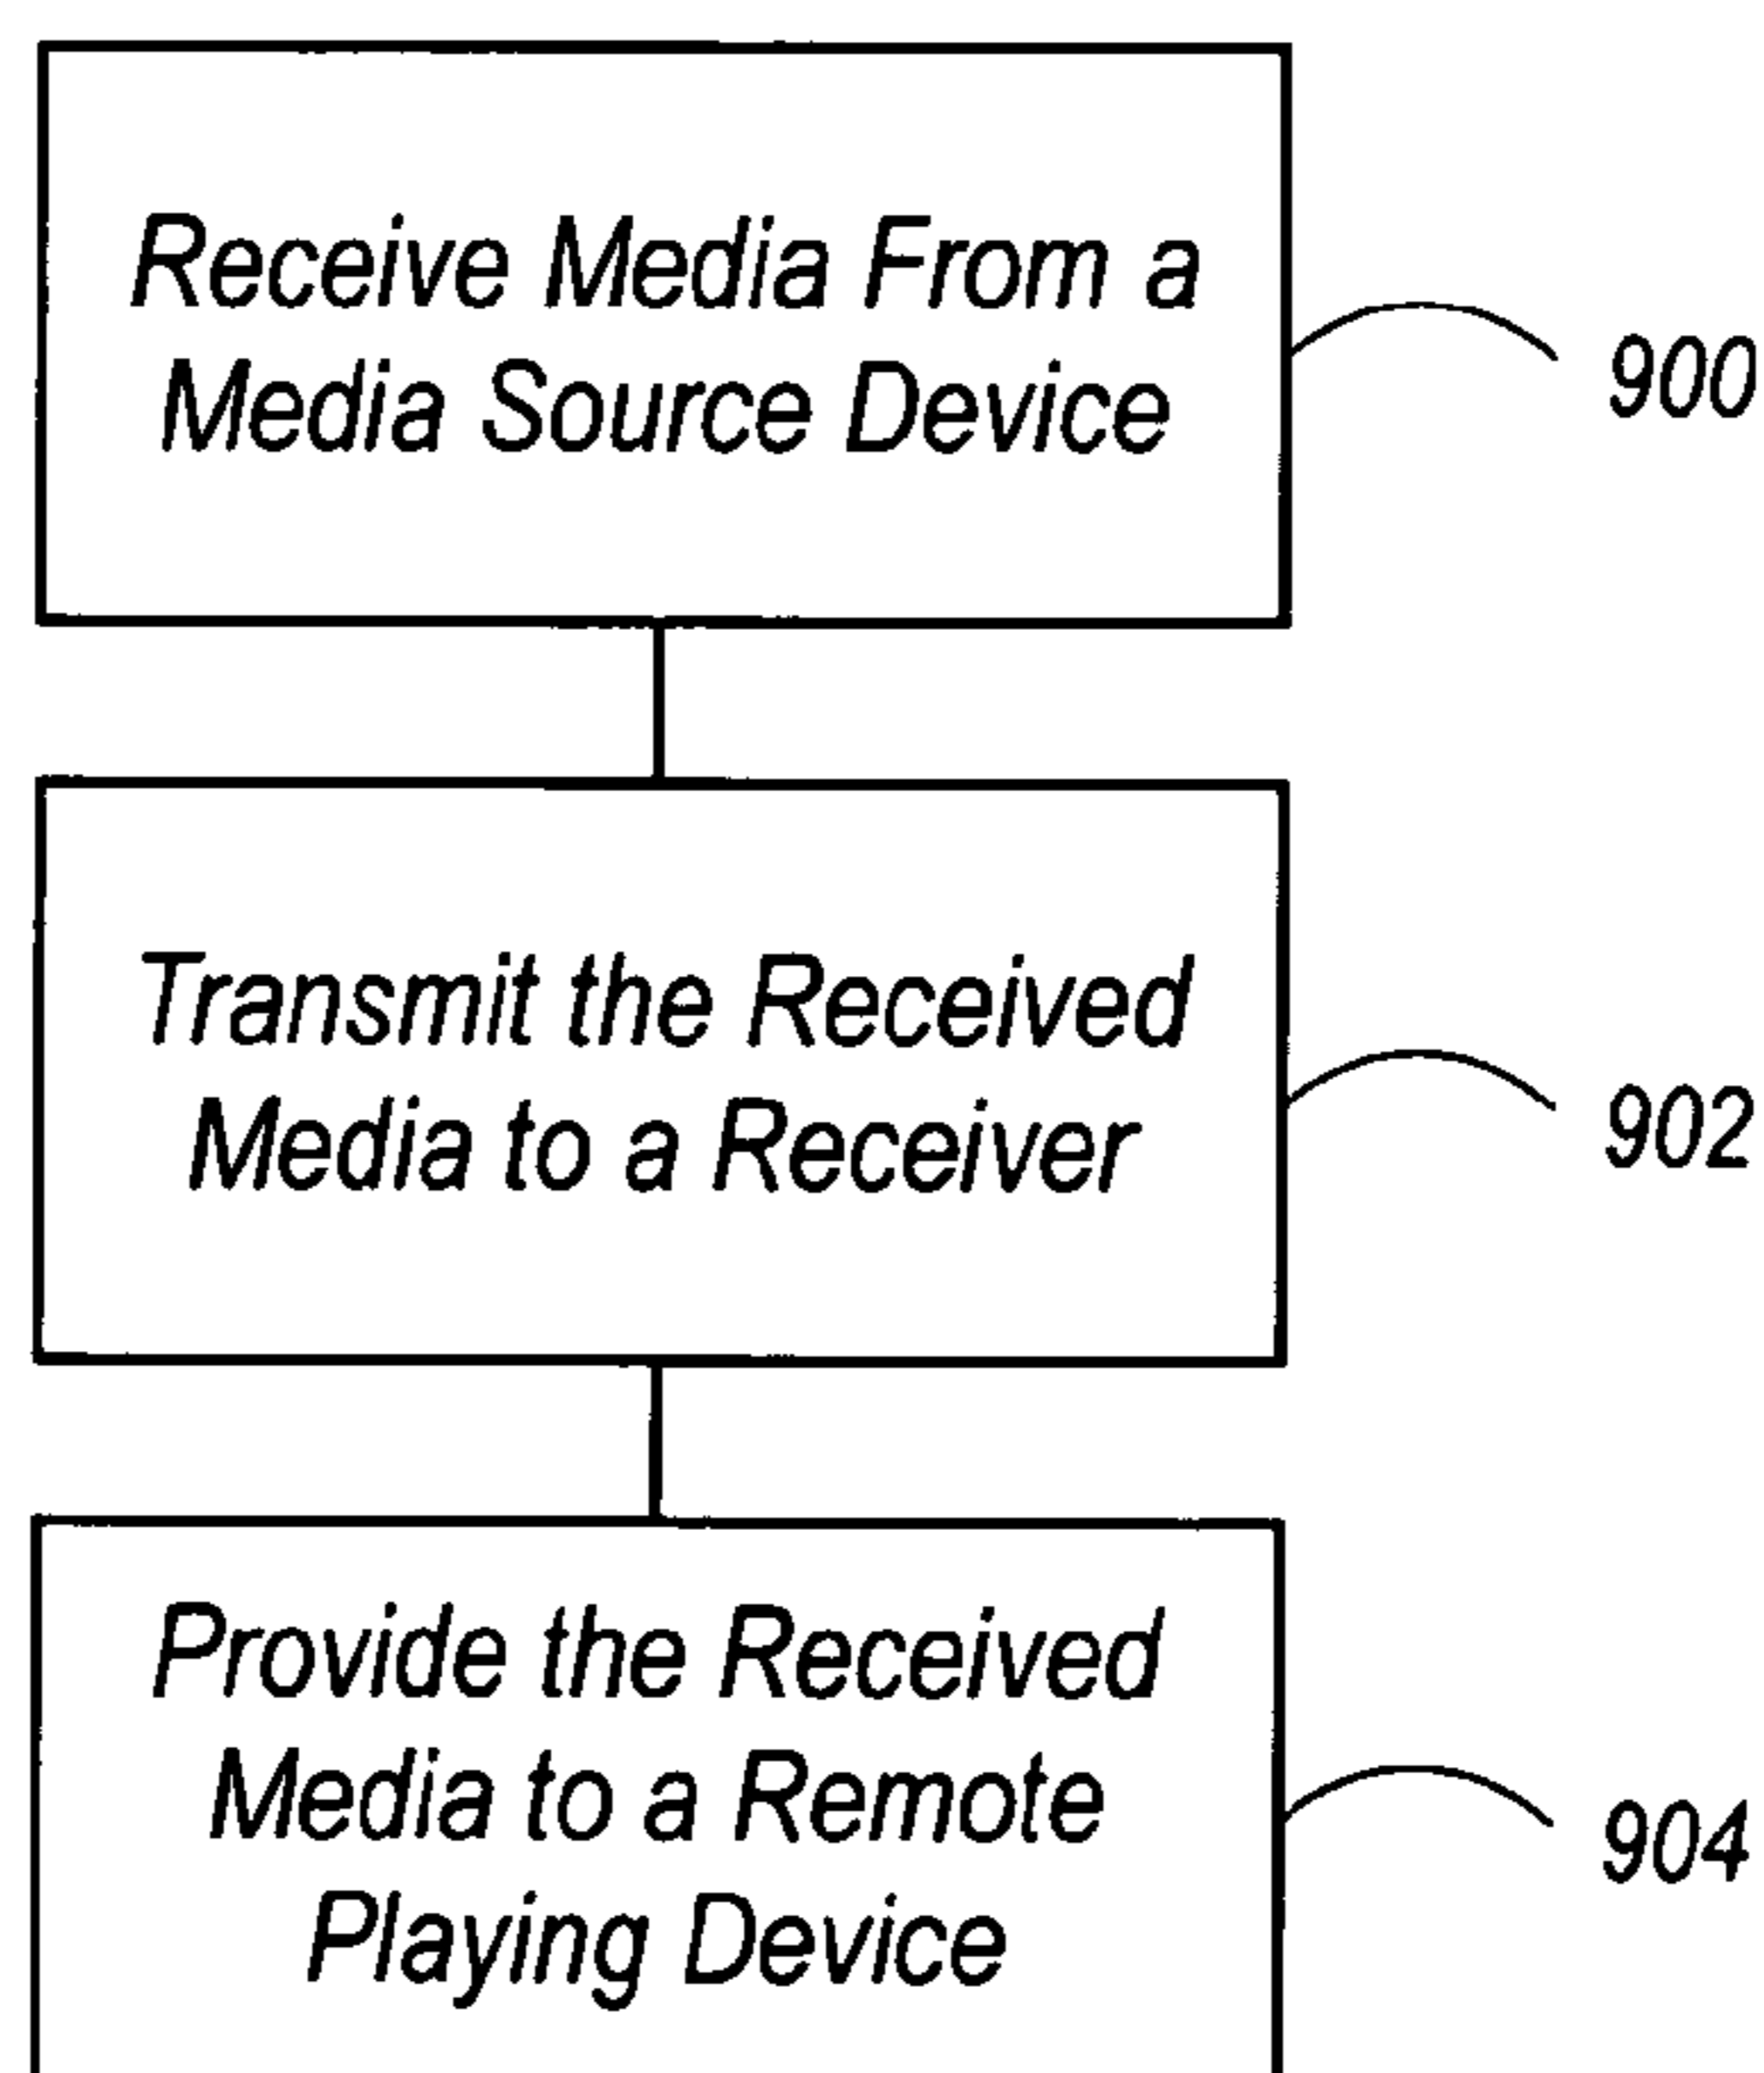 Receive Media From a
Media Source Device
900
Transmit the Received
Media to a Receiver
902
Provide the Received
Media to a Remote
Playing Device
904